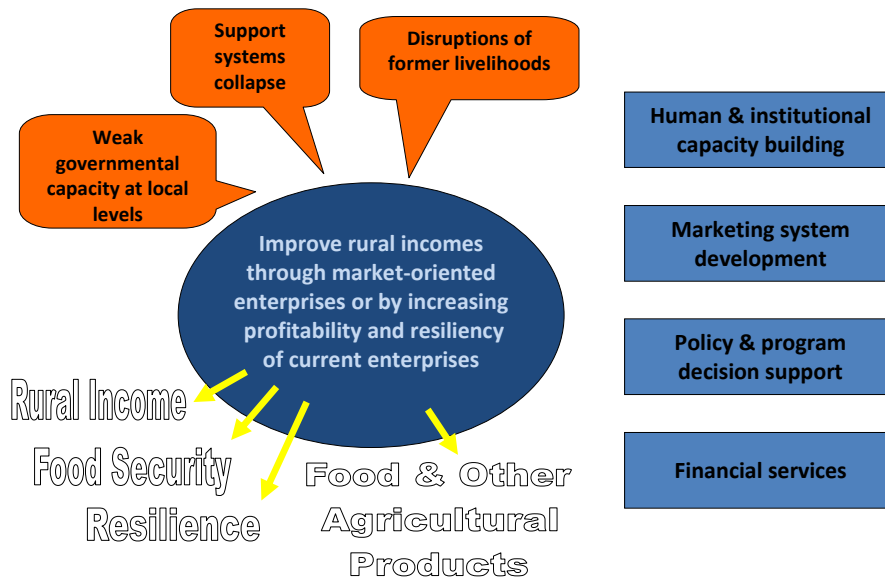 Support
systems
collapse
Disruptions of
former livelihoods
Weak
governmental
capacity at local
levels
Improve rural incomes
through market-oriented
enterprises or by increasing
profitability and resiliency
of current enterprises
Rural Income
Food Security
Resilience
Food & Other
Agricultural
Products
Human & institutional
capacity building
Marketing system
development
Policy & program
decision support
Financial services